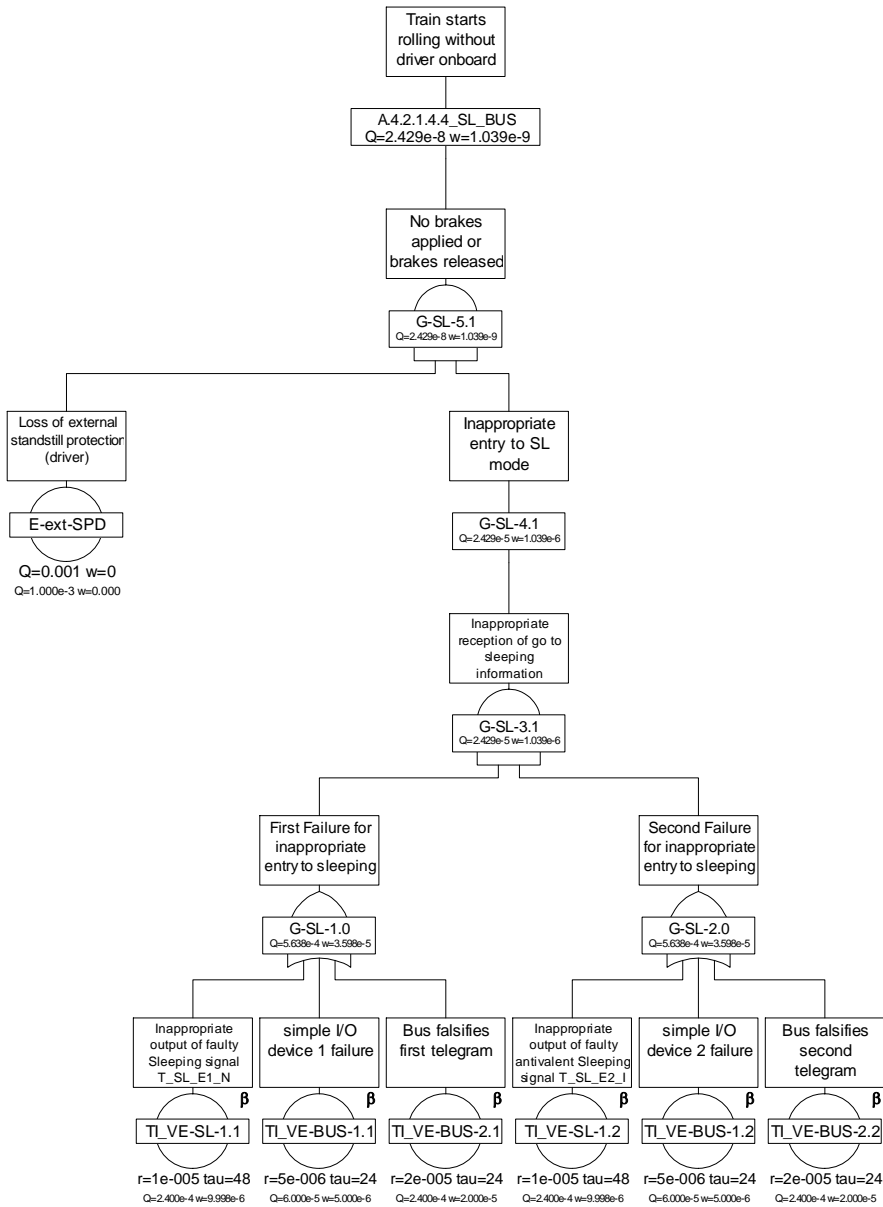 Train starts
rolling without
driver onboard
A.4.2.1.4.4_SL_BUS
Q=2.429e-8 w=1.039e-9
No brakes
applied or
brakes released
G-SL-5.1
Q=2.429e-8 w=1.039e-9
Loss of external
standstill protection
(driver)
E-ext-SPD
Q=0.001 w=0
Q=1.000e-3 w=0.000
Inappropriate
entry to SL
mode
G-SL-4.1
Q=2.429e-5 w=1.039e-6
Inappropriate
reception of go to
sleeping
information
G-SL-3.1
Q=2.429e-5 w=1.039e-6
First Failure for
inappropriate
entry to sleeping
G-SL-1.0
Q=5.638e-4 w=3.598e-5
Second Failure
for inappropriate
entry to sleeping
G-SL-2.0
Q=5.638e-4 w=3.598e-5
Inappropriate
output of faulty
Sleeping signal
T_SL_E1_N
β
TI_VE-SL-1.1
r=1e-005 tau=48
Q=2.400e-4 w=9.998e-6
simple I/O
device 1 failure
β
TI_VE-BUS-1.1
r=5e-006 tau=24
Q=6.000e-5 w=5.000e-6
Bus falsifies
first telegram
β
TI_VE-BUS-2.1
r=2e-005 tau=24
Q=2.400e-4 w=2.000e-5
Inappropriate
output of faulty
antivalent Sleeping
signal T_SL_E2_I
β
TI_VE-SL-1.2
r=1e-005 tau=48
Q=2.400e-4 w=9.998e-6
simple I/O
device 2 failure
β
TI_VE-BUS-1.2
r=5e-006 tau=24
Q=6.000e-5 w=5.000e-6
Bus falsifies
second
telegram
β
TI_VE-BUS-2.2
r=2e-005 tau=24
Q=2.400e-4 w=2.000e-5